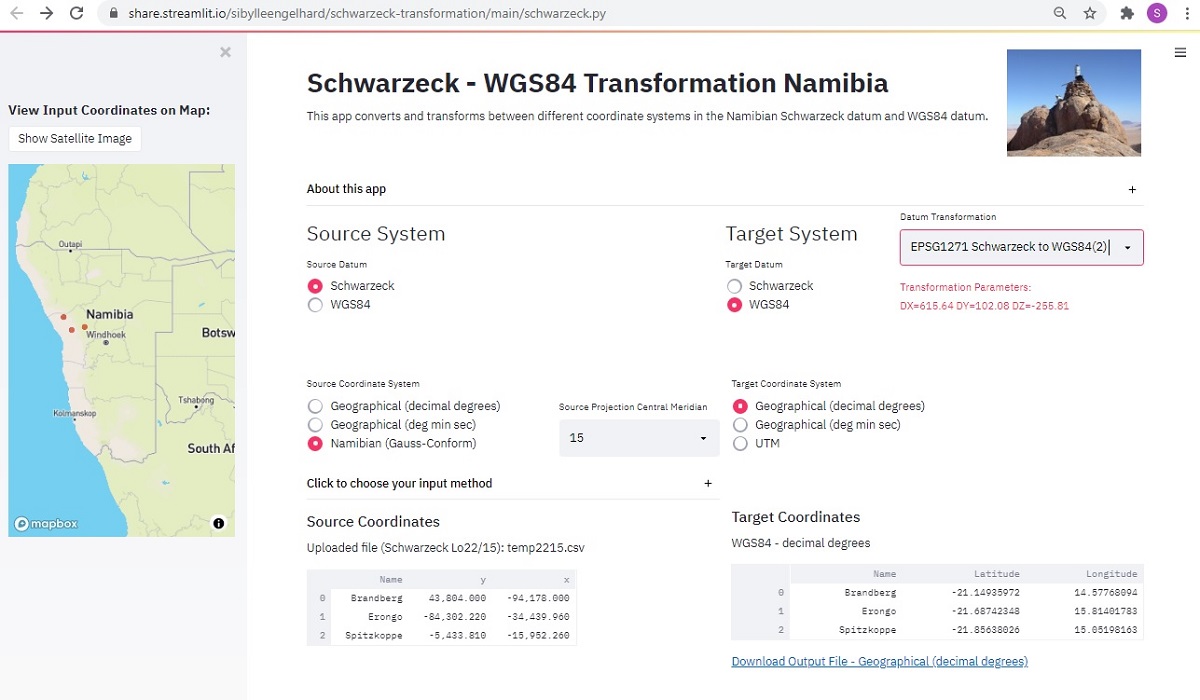 share.streamlit.io/sibylleengelhard/schwarzeck-transformation/main/schwarzeck.py
S
View Input Coordinates on Map:
Show Satellite Image
Outapi
Namibia
Windhoek
Botsw
Tshabong
Kolmanskop
South Af
mapbox
Schwarzeck - WGS84 Transformation Namibia
This app converts and transforms between different coordinate systems in the Namibian Schwarzeck datum and WGS84 datum.
About this app
Source System
Source Datum
Schwarzeck
WGS84
Target System
Target Datum
Schwarzeck
WGS84
Datum Transformation
EPSG1271 Schwarzeck to WGS84(2)
Transformation Parameters:
DX=615.64 DY=102.08 DZ=-255.81
Source Coordinate System
Geographical (decimal degrees)
Geographical (deg min sec)
Namibian (Gauss-Conform)
Source Projection Central Meridian
15
Target Coordinate System
Geographical (decimal degrees)
Geographical (deg min sec)
UTM
Click to choose your input method
Source Coordinates
Uploaded file (Schwarzeck Lo22/15): temp2215.csv
Name y x
0 Brandberg 43,804.000 -94,178.000
1 Erongo -84,302.220 -34,439.960
2 Spitzkoppe -5,433.810 -15,952.260
Target Coordinates
WGS84 - decimal degrees
Name Latitude Longitude
0 Brandberg -21.14935972 14.57768094
1 Erongo -21.68742348 15.81401783
2 Spitzkoppe -21.85638026 15.05198163
Download Output File - Geographical (decimal degrees)